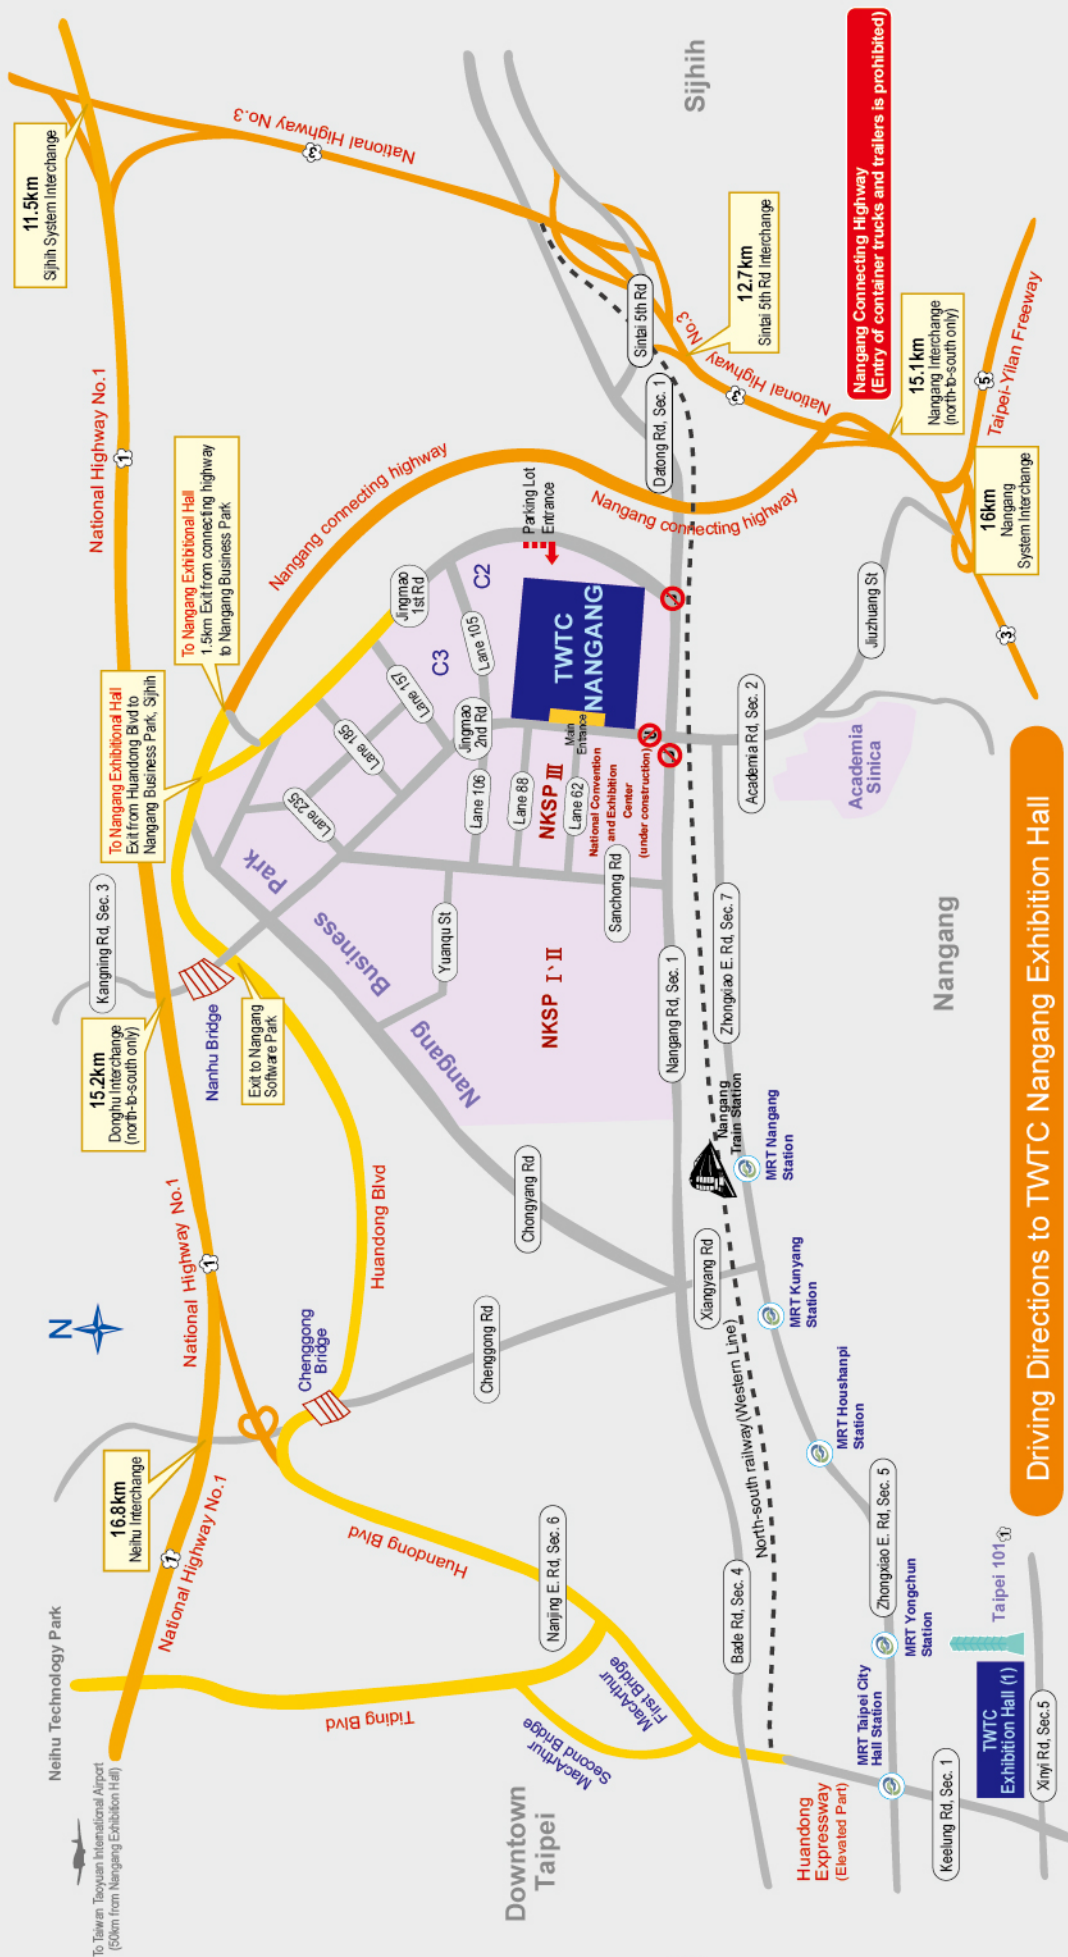 Driving Directions to TWTC Nangang Exhibition Hall
To Taiwan Taoyuan International Airport
(50km from Nangang Exhibition Hall)
Neihu Technology Park
N
16.8km
Neihu Interchange
15.2km
Donghu Interchange
(north-to-south only)
Kangning Rd, Sec. 3
To Nangang Exhibitional Hall
Exit from Huandong Blvd to
Nangang Business Park, Sijhih
To Nangang Exhibitional Hall
1.5km Exit from connecting highway
to Nangang Business Park
11.5km
Sijhih System Interchange
National Highway No.1
1
National Highway No.1
1
National Highway No.1
1
National Highway No.3
3
Nanhu Bridge
Exit to Nangang
Software Park
Chenggong
Bridge
Huandong Blvd
Huandong Blvd
Tiding Blvd
MacArthur
Second Bridge
MacArthur
First Bridge
Nanjing E. Rd, Sec. 6
Chenggong Rd
Chongyang Rd
Nangang
Business
Park
Yuanqu St
Lane 235
Lane 185
Lane 157
Jingmao
1st Rd
Lane 105
C3
C2
Jingmao
2nd Rd
Lane 106
Lane 88
Lane 62
NKSP III
NKSP I、II
National Convention
and Exhibition
Center
(under construction)
Sanchong Rd
Main
Entrance
TWTC
NANGANG
Parking Lot
Entrance
Nangang connecting highway
Nangang connecting highway
Sijhih
Sintai 5th Rd
Datong Rd, Sec. 1
12.7km
Sintai 5th Rd Interchange
National Highway No.3
3
Nangang Connecting Highway
(Entry of container trucks and trailers is prohibited)
15.1km
Nangang Interchange
(north-to-south only)
Taipei-Yilan Freeway
5
16km
Nangang
System Interchange
3
Jiuzhuang St
Academia Rd, Sec. 2
Academia
Sinica
Nangang
Nangang Rd, Sec. 1
Zhongxiao E. Rd, Sec. 7
Nangang
Train Station
MRT Nangang
Station
Xiangyang Rd
MRT Kunyang
Station
North-south railway(Western Line)
MRT Houshanpi
Station
Bade Rd, Sec. 4
Zhongxiao E. Rd, Sec. 5
MRT Yongchun
Station
MRT Taipei City
Hall Station
Downtown
Taipei
Huandong
Expressway
(Elevated Part)
Keelung Rd, Sec. 1
Taipei 101
1
TWTC
Exhibition Hall (1)
Xinyi Rd, Sec.5